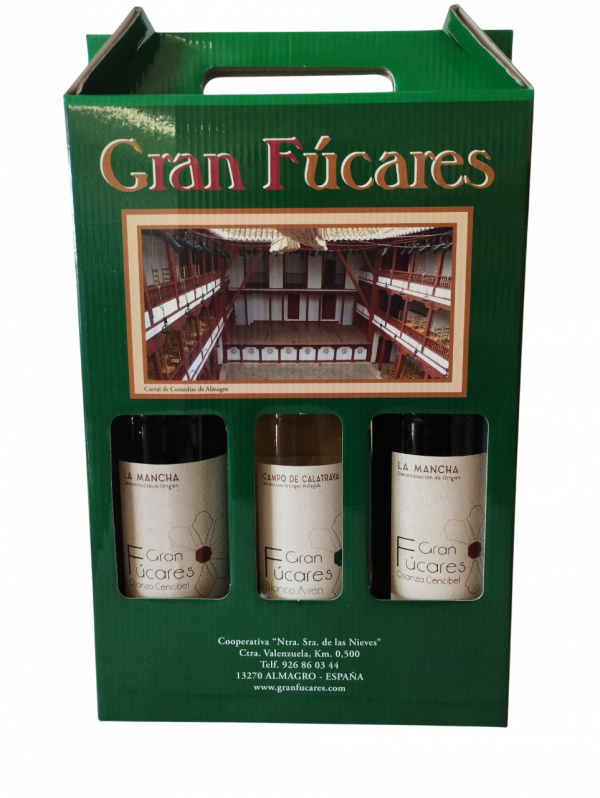 Gran Fúcares
Corral de Comedias de Almagro
LA MANCHA
Denominación de Origen
Gran
Fúcares
Crianza Cencibel
CAMPO DE CALATRAVA
Gran
Fúcares
Blanco Airén
LA MANCHA
Denominación de Origen
Gran
Fúcares
Crianza Cencibel
Cooperativa "Ntra. Sra. de las Nieves"
Ctra. Valenzuela, Km. 0,500
Telf. 926 86 03 44
13270 ALMAGRO - ESPAÑA
www.granfucares.com